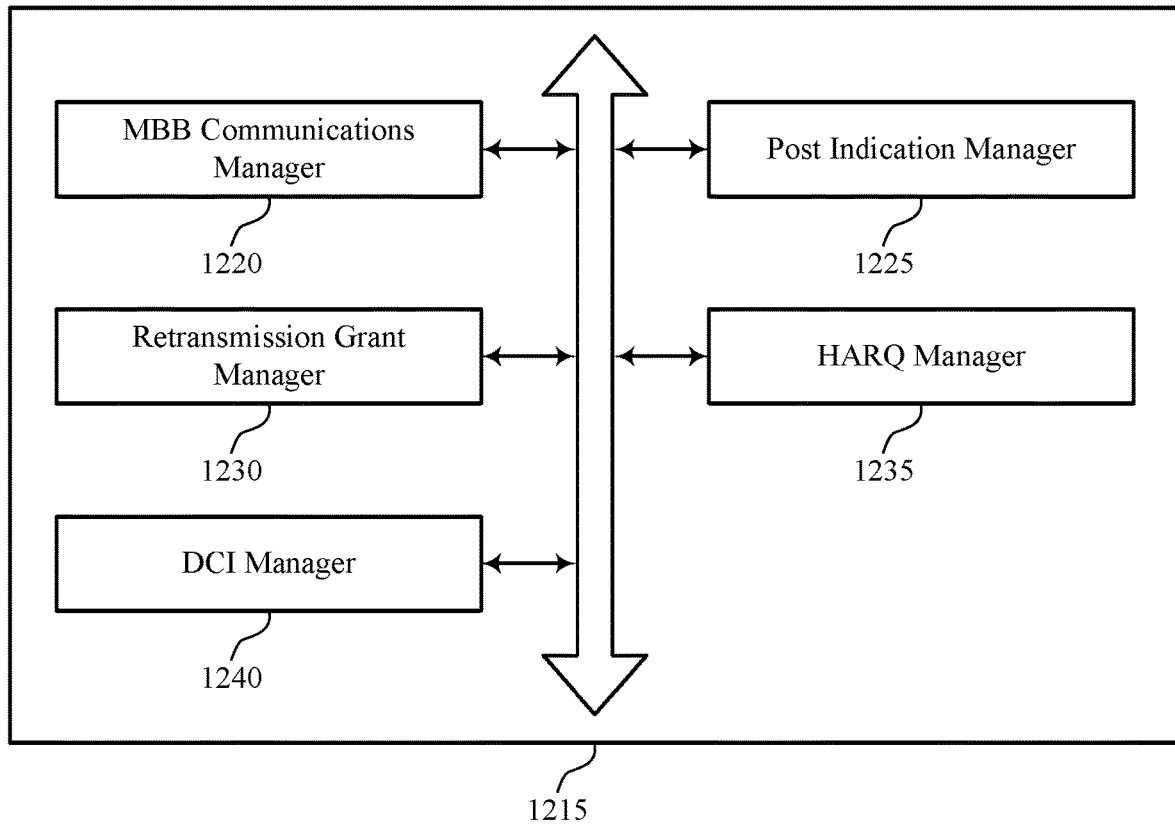 MBB Communications
Manager
1220
Post Indication Manager
1225
Retransmission Grant
Manager
1230
HARQ Manager
1235
DCI Manager
1240
1215